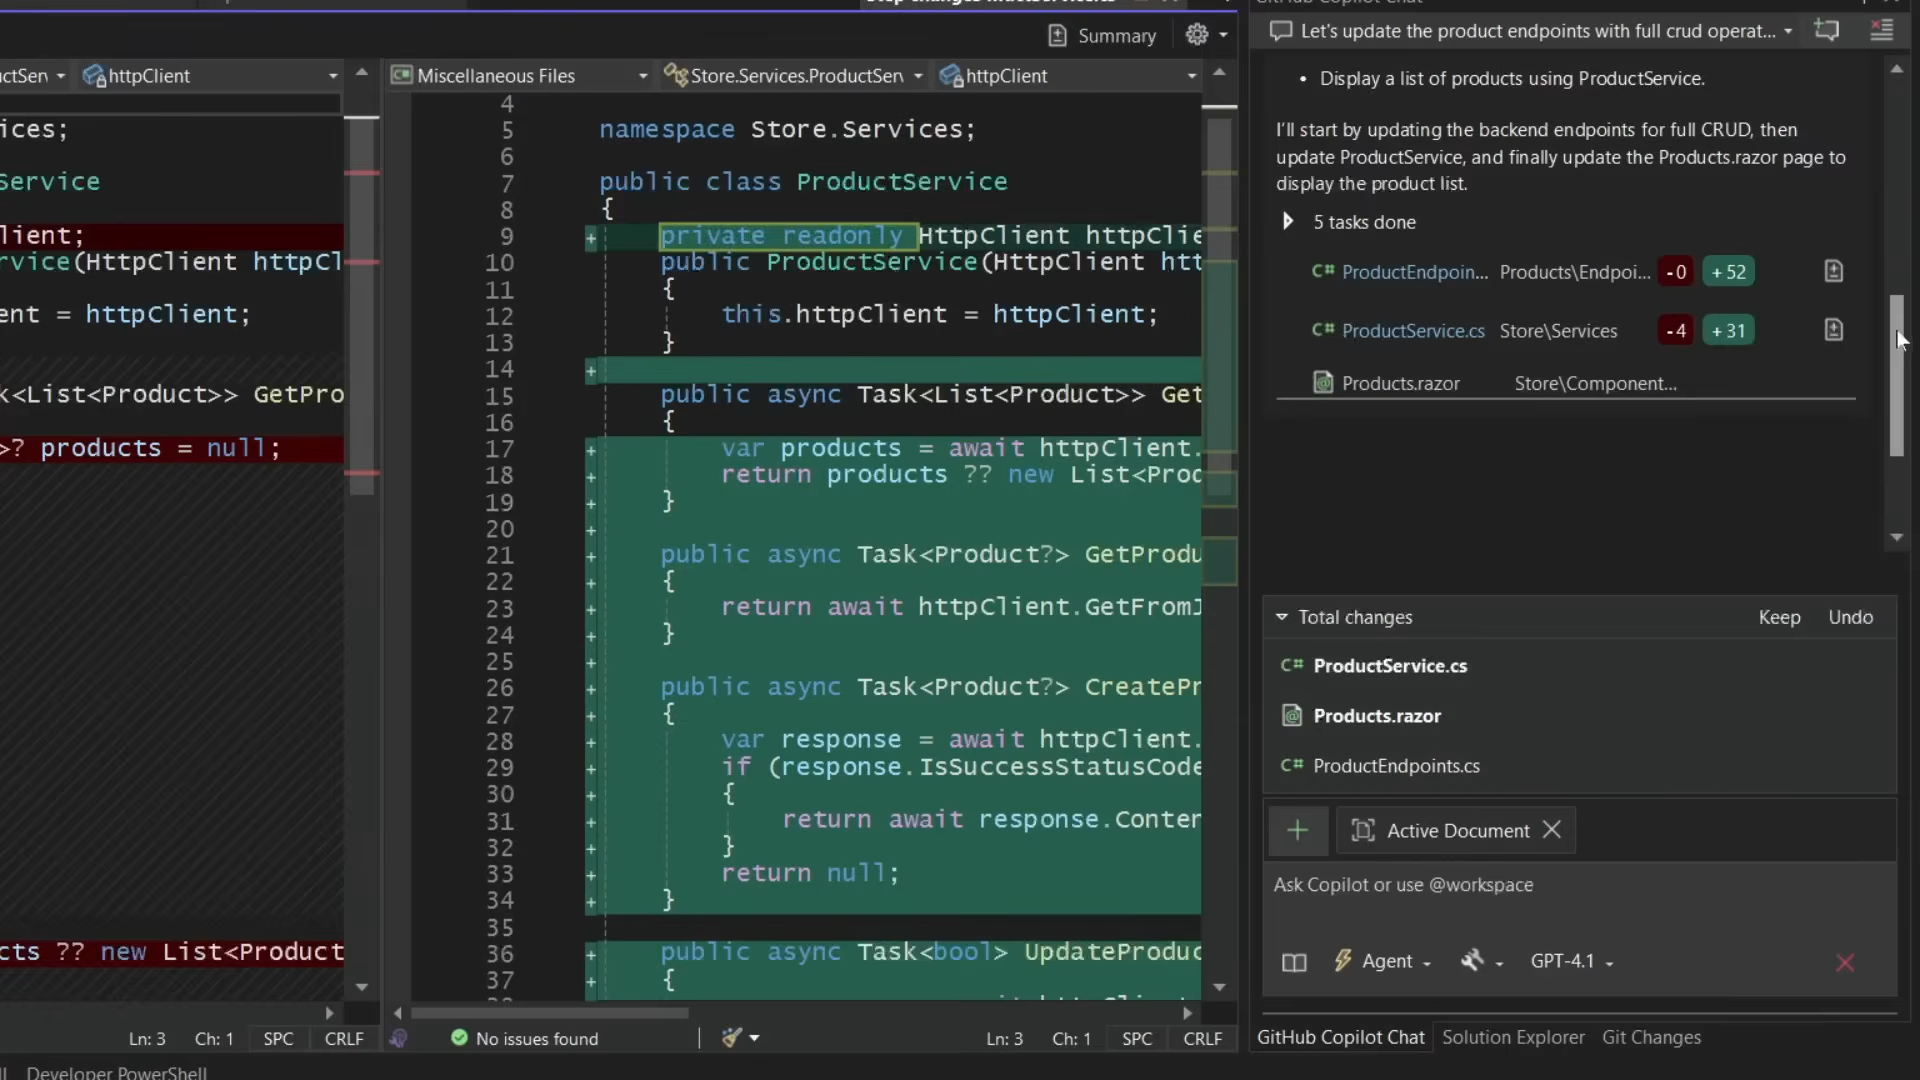 Summary
GitHub Copilot Chat
Let's update the product endpoints with full crud operat...
ctSen
httpClient
Miscellaneous Files
Store.Services.ProductSen
httpClient
ices;
Service
lient;
rvice(HttpClient httpCl
ent = httpClient;
k<List<Product>> GetPro
>? products = null;
cts ?? new List<Product
4
5 namespace Store.Services;
6
7 public class ProductService
8 {
9 + private readonly HttpClient httpClie
10 public ProductService(HttpClient htt
11 {
12 this.httpClient = httpClient;
13 }
14 +
15 public async Task<List<Product>> Get
16 {
17 + var products = await httpClient.
18 + return products ?? new List<Prod
19 + }
20 +
21 + public async Task<Product?> GetProdu
22 + {
23 + return await httpClient.GetFromJ
24 + }
25 +
26 + public async Task<Product?> CreatePr
27 + {
28 + var response = await httpClient.
29 + if (response.IsSuccessStatusCode
30 + {
31 + return await response.Conten
32 + }
33 + return null;
34 + }
35
36 + public async Task<bool> UpdateProduc
37 + {
• Display a list of products using ProductService.
I'll start by updating the backend endpoints for full CRUD, then
update ProductService, and finally update the Products.razor page to
display the product list.
5 tasks done
C# ProductEndpoin... Products\Endpoi... -0 +52
C# ProductService.cs Store\Services -4 +31
Products.razor Store\Component...
Total changes Keep Undo
C# ProductService.cs
Products.razor
C# ProductEndpoints.cs
Active Document
Ask Copilot or use @workspace
Agent GPT-4.1
Ln: 3 Ch: 1 SPC CRLF
No issues found
Ln: 3 Ch: 1 SPC CRLF
GitHub Copilot Chat Solution Explorer Git Changes
Developer PowerShell